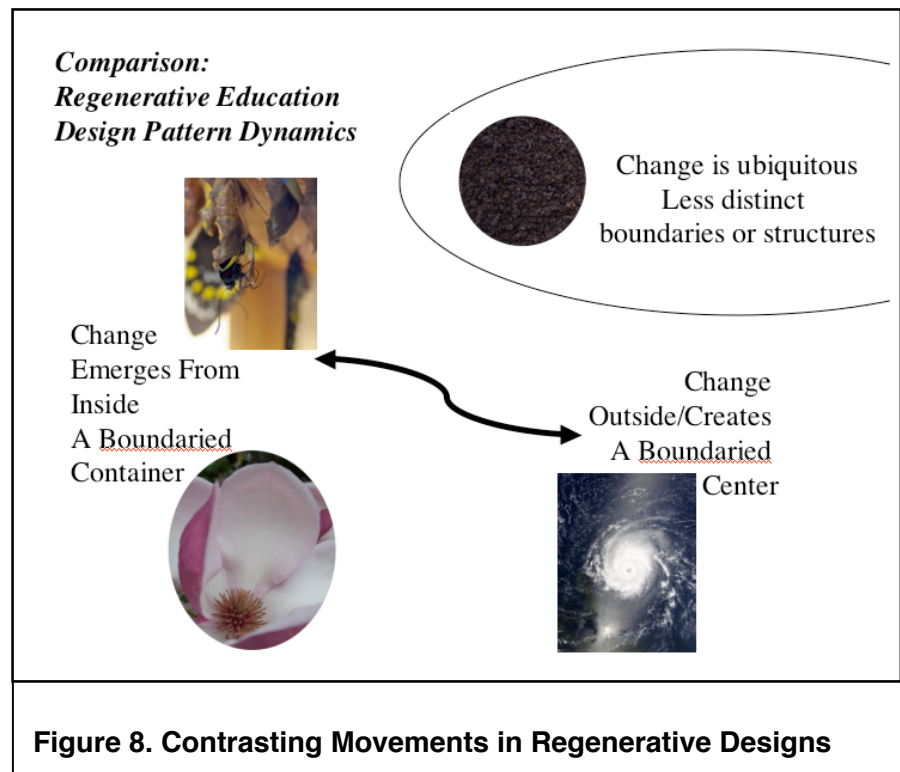 Comparison:
Regenerative Education
Design Pattern Dynamics
Change is ubiquitous
Less distinct
boundaries or structures
Change
Emerges From
Inside
A Boundaried
Container
Change
Outside/Creates
A Boundaried
Center
Figure 8. Contrasting Movements in Regenerative Designs